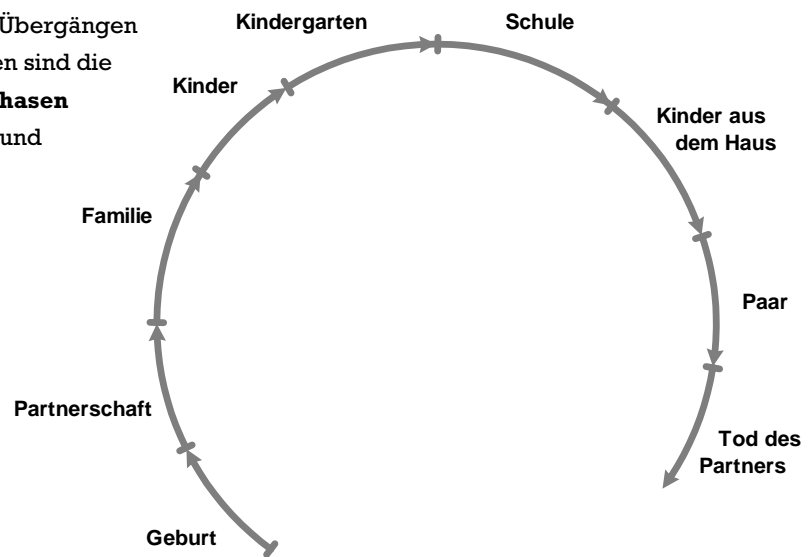 Übergängen
en sind die
hasen
und
Kindergarten
Schule
Kinder
Kinder aus
dem Haus
Familie
Paar
Partnerschaft
Tod des
Partners
Geburt